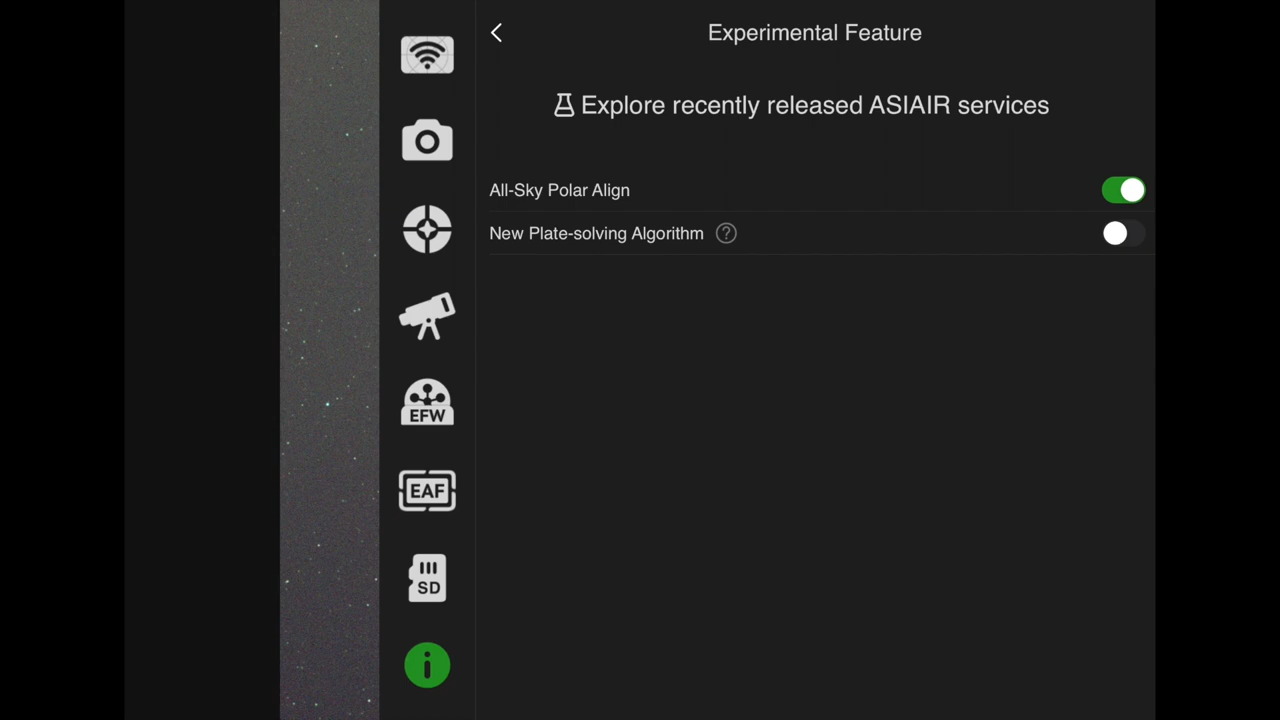 Experimental Feature
Explore recently released ASIAIR services
All-Sky Polar Align
New Plate-solving Algorithm ?
EFW
EAF
SD
i